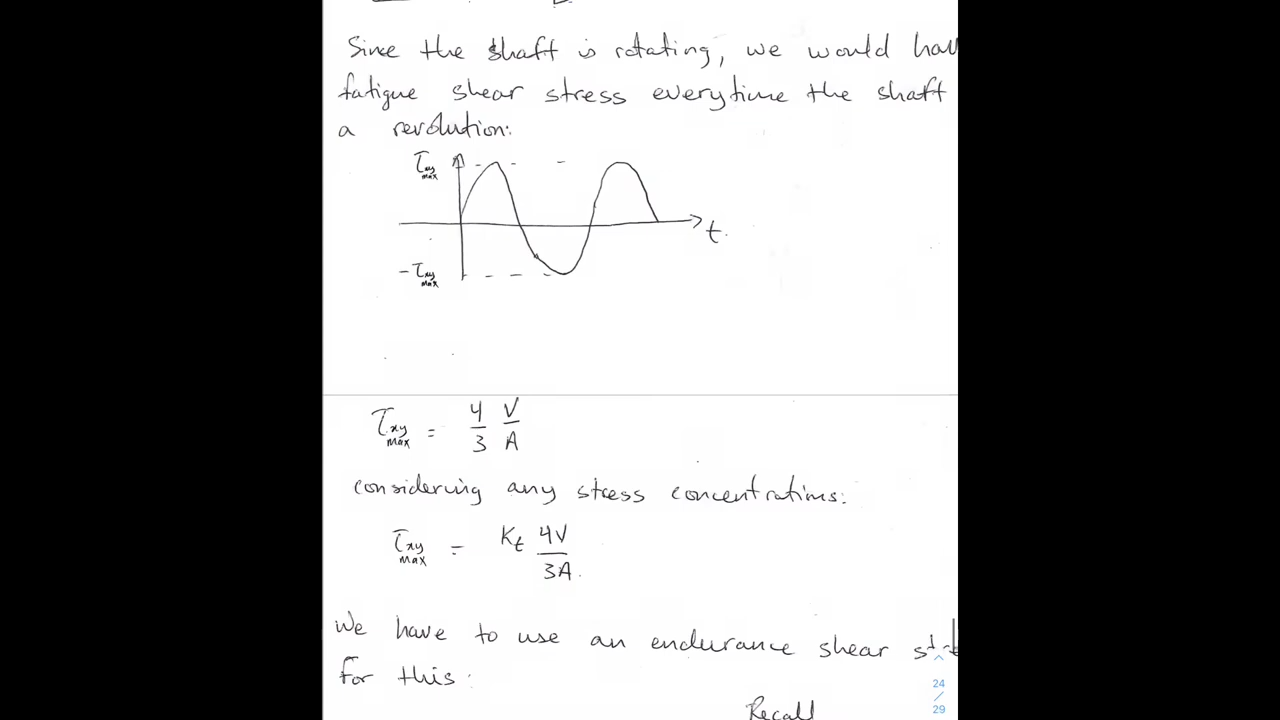 Since the shaft is rotating, we would hav
fatigue shear stress everytime the shaft
a revolution:
τxy max
t.
-τxy max
τxy max = 4/3 V/A
considering any stress concentrations:
τxy max = Kt 4V/3A.
We have to use an endurance shear st
for this:
Recall
24
/
29